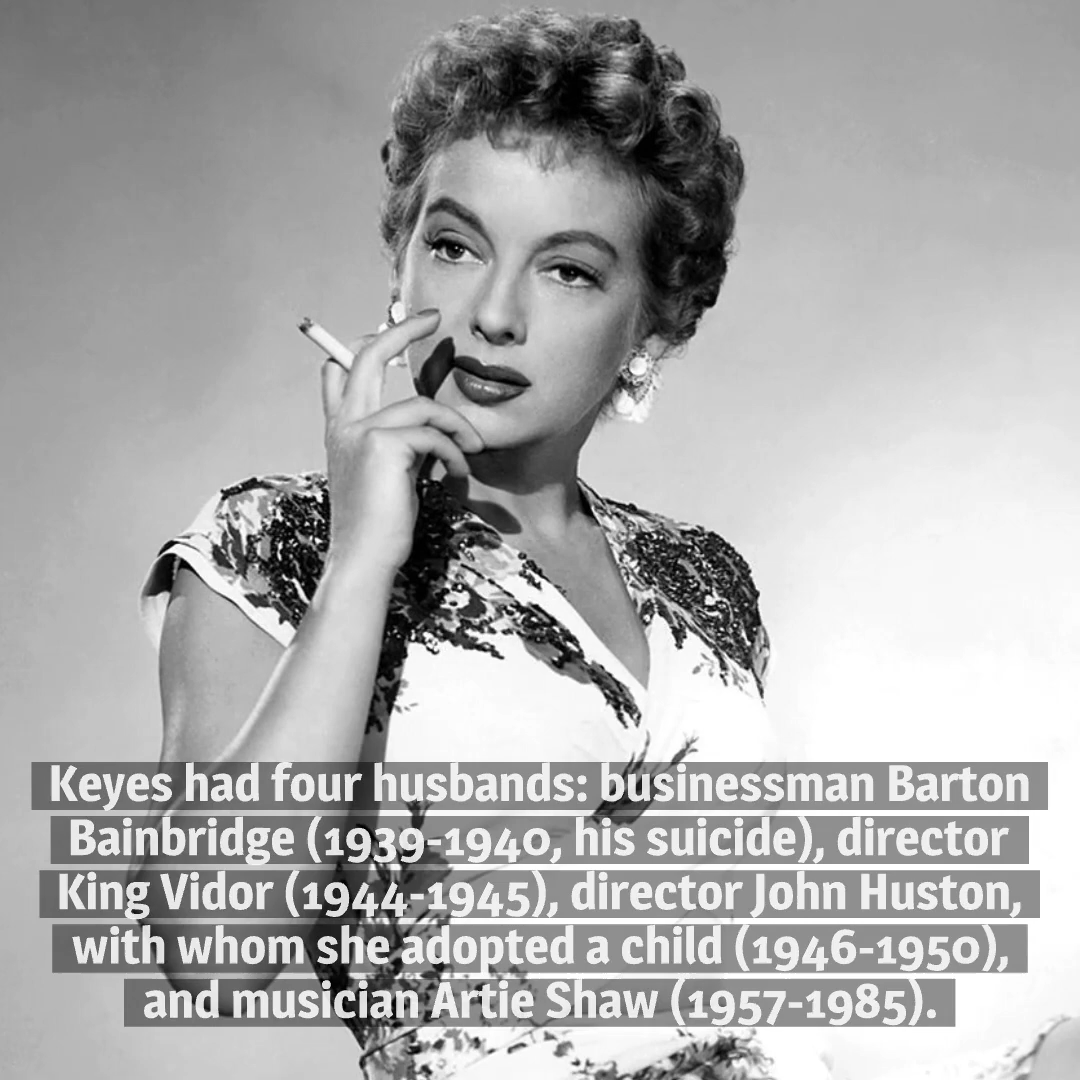 Keyes had four husbands: businessman Barton
Bainbridge (1939-1940, his suicide), director
King Vidor (1944-1945), director John Huston,
with whom she adopted a child (1946-1950),
and musician Artie Shaw (1957-1985).